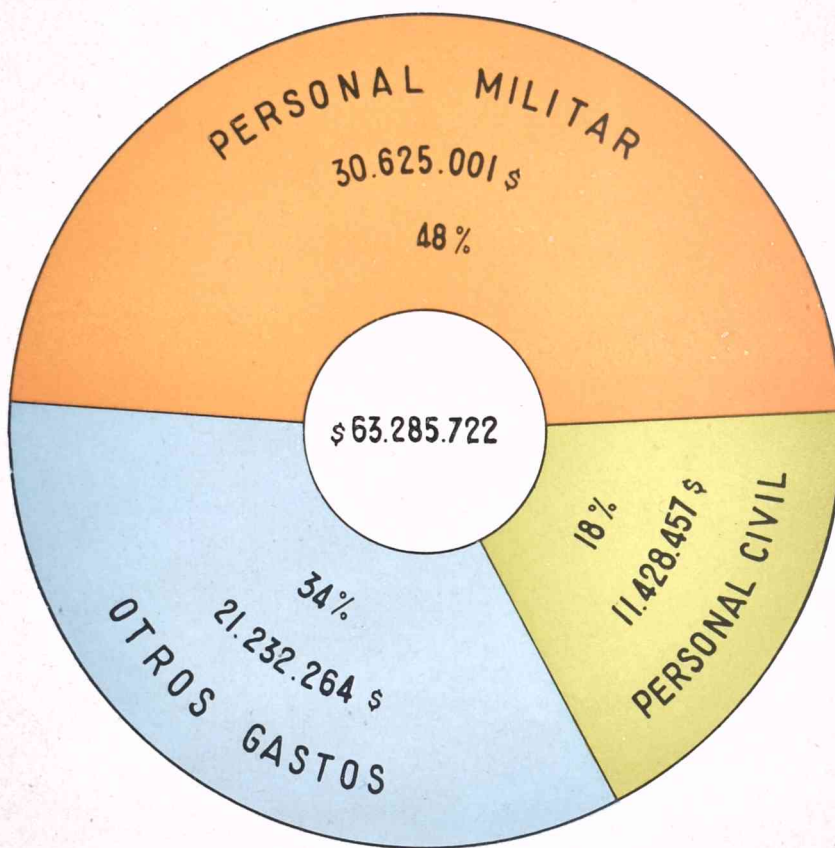 PERSONAL MILITAR
30.625.001 $
48 %
$ 63.285.722
18 %
11.428.457 $
PERSONAL CIVIL
34%
21.232.264 $
OTROS GASTOS